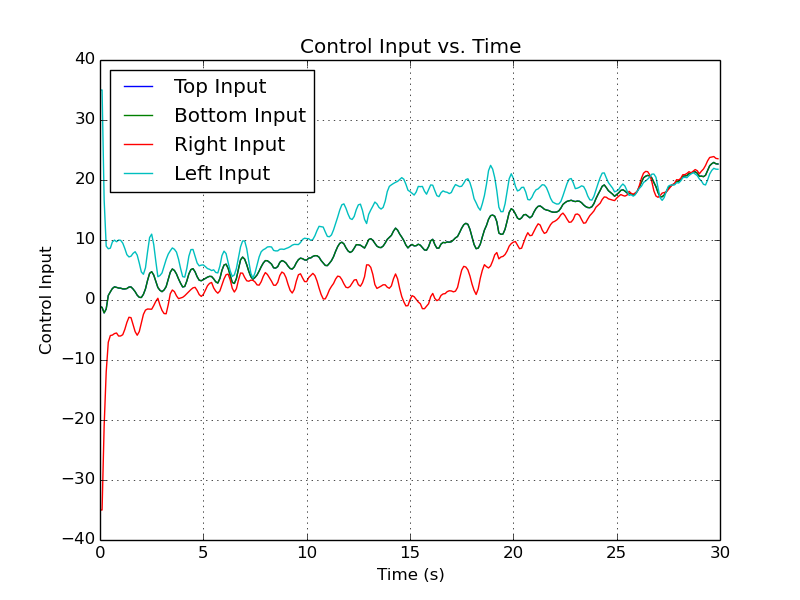 Control Input vs. Time
40
30
20
10
0
−10
−20
−30
−40
Control Input
Top Input
Bottom Input
Right Input
Left Input
0 5 10 15 20 25 30
Time (s)